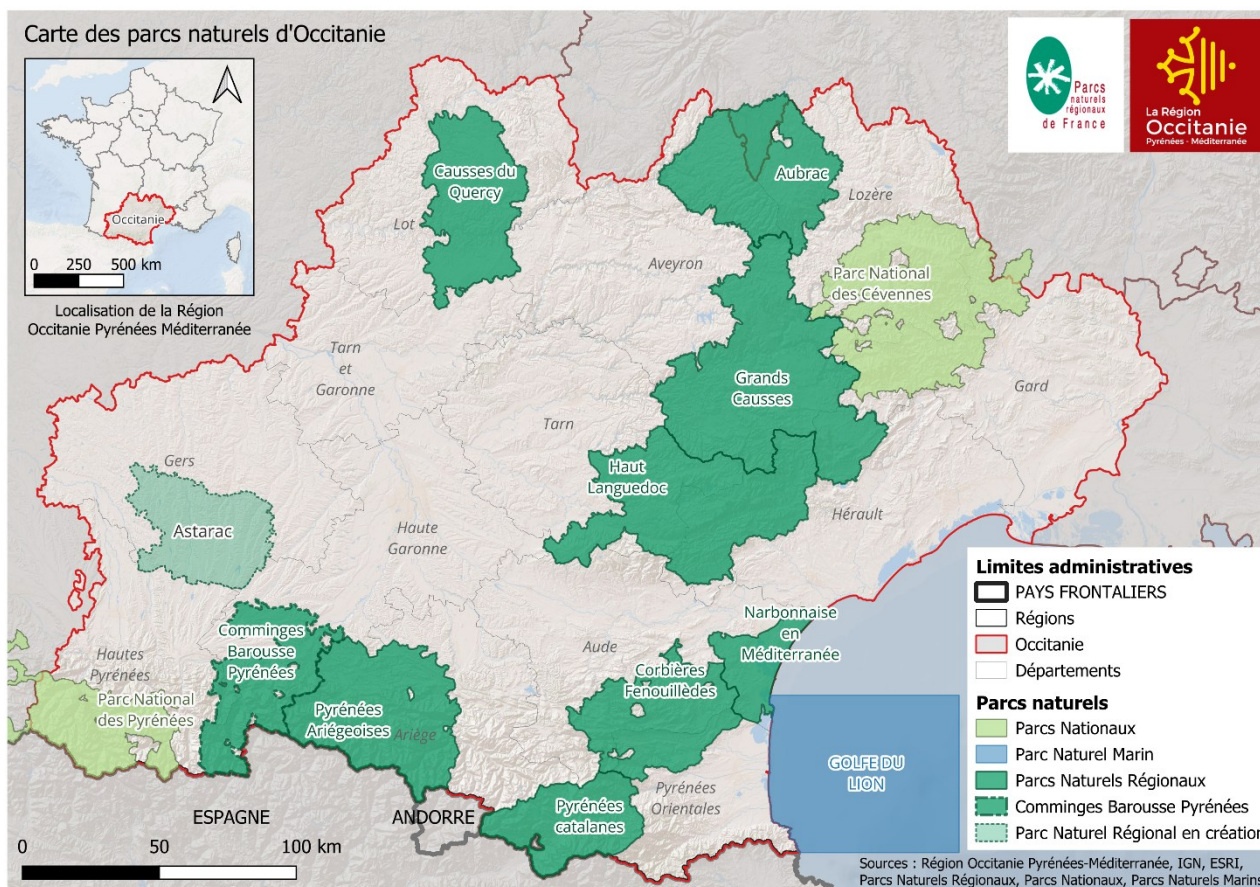 Carte des parcs naturels d'Occitanie
Occitanie
0 250 500 km
Localisation de la Région
Occitanie Pyrénées Méditerranée
Parcs
naturels
régionaux
de France
La Région
Occitanie
Pyrénées - Méditerranée
Causses du
Quercy
Lot
Aubrac
Lozère
Aveyron
Parc National
des Cévennes
Tarn
et
Garonne
Grands
Causses
Gard
Tarn
Gers
Haut
Languedoc
Astarac
Haute
Garonne
Hérault
Comminges
Barousse
Pyrénées
Narbonnaise
en
Méditerranée
Aude
Hautes
Pyrénées
Corbières
Fenouillèdes
Parc National
des Pyrénées
Pyrénées
Ariégeoises
Ariège
GOLFE DU
LION
Pyrénées
Orientales
Pyrénées
catalanes
ESPAGNE
ANDORRE
0 50 100 km
Limites administratives
PAYS FRONTALIERS
Régions
Occitanie
Départements
Parcs naturels
Parcs Nationaux
Parc Naturel Marin
Parcs Naturels Régionaux
Comminges Barousse Pyrénées
Parc Naturel Régional en création
Sources : Région Occitanie Pyrénées-Méditerranée, IGN, ESRI,
Parcs Naturels Régionaux, Parcs Nationaux, Parcs Naturels Marins